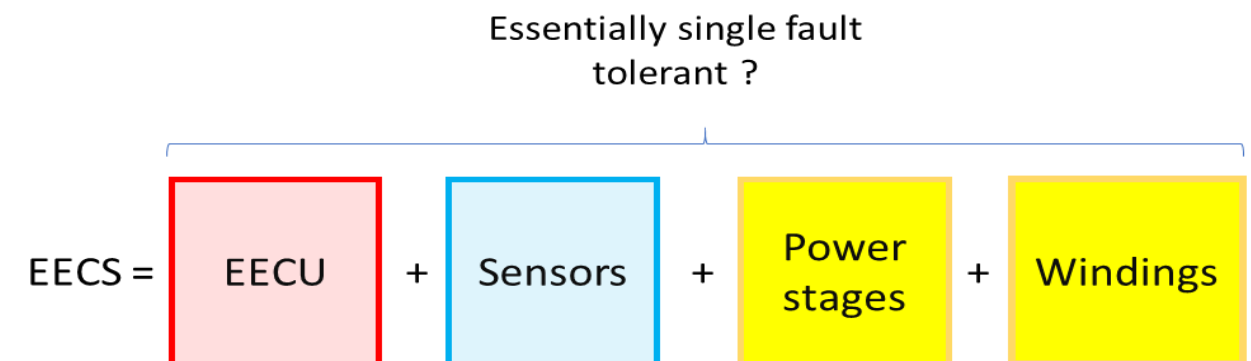 Essentially single fault
tolerant ?
EECS = EECU + Sensors + Power stages + Windings